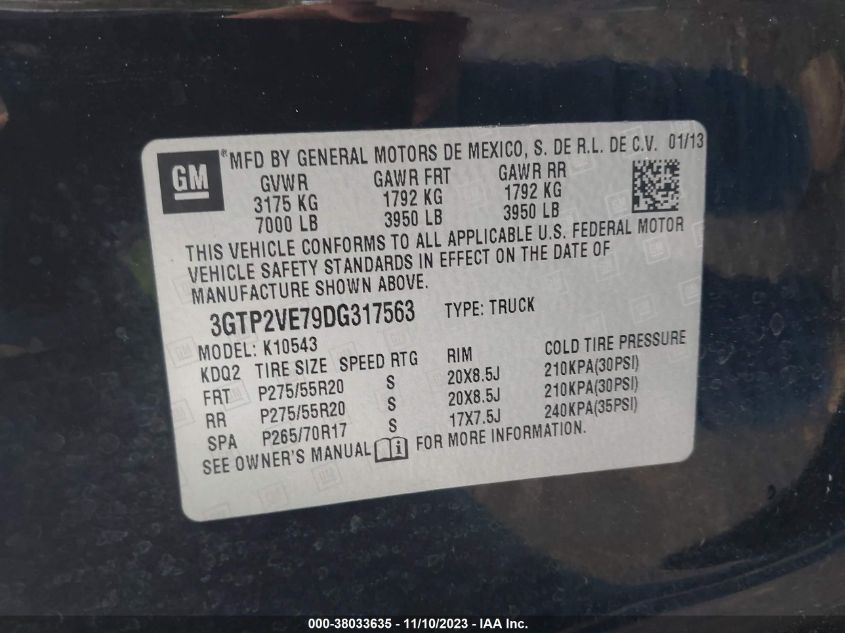 GM
®MFD BY GENERAL MOTORS DE MEXICO, S. DE R.L. DE C.V. 01/13
GVWR GAWR FRT GAWR RR
3175 KG 1792 KG 1792 KG
7000 LB 3950 LB 3950 LB
THIS VEHICLE CONFORMS TO ALL APPLICABLE U.S. FEDERAL MOTOR
VEHICLE SAFETY STANDARDS IN EFFECT ON THE DATE OF
MANUFACTURE SHOWN ABOVE.
3GTP2VE79DG317563 TYPE: TRUCK
MODEL: K10543
KDQ2 TIRE SIZE SPEED RTG RIM COLD TIRE PRESSURE
FRT P275/55R20 S 20X8.5J 210KPA(30PSI)
RR P275/55R20 S 20X8.5J 210KPA(30PSI)
SPA P265/70R17 S 17X7.5J 240KPA(35PSI)
SEE OWNER'S MANUAL FOR MORE INFORMATION.
000-38033635 - 11/10/2023 - IAA Inc.